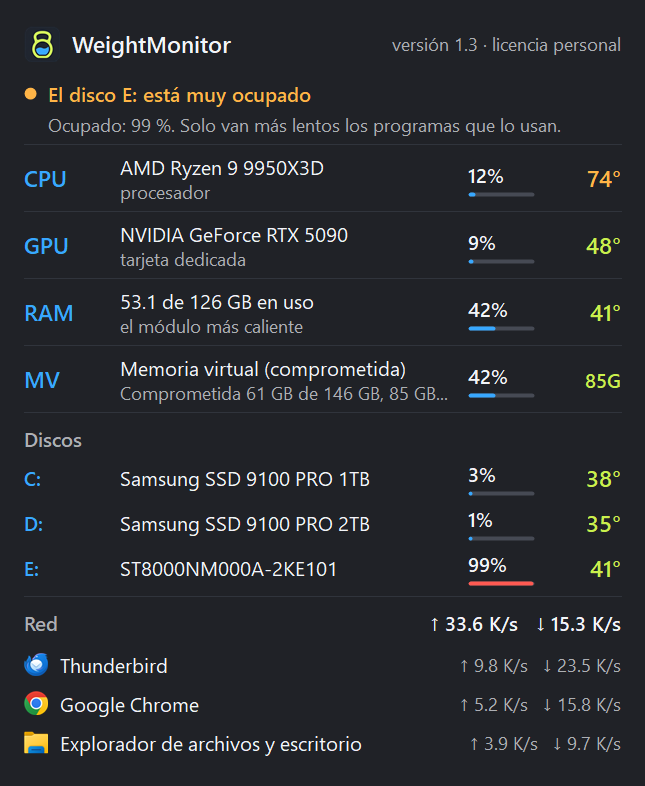 WeightMonitor
versión 1.3 · licencia personal
El disco E: está muy ocupado
Ocupado: 99 %. Solo van más lentos los programas que lo usan.
CPU AMD Ryzen 9 9950X3D 12% 74°
procesador
GPU NVIDIA GeForce RTX 5090 9% 48°
tarjeta dedicada
RAM 53.1 de 126 GB en uso 42% 41°
el módulo más caliente
MV Memoria virtual (comprometida) 42% 85G
Comprometida 61 GB de 146 GB, 85 GB...
Discos
C: Samsung SSD 9100 PRO 1TB 3% 38°
D: Samsung SSD 9100 PRO 2TB 1% 35°
E: ST8000NM000A-2KE101 99% 41°
Red ↑ 33.6 K/s ↓ 15.3 K/s
Thunderbird ↑ 9.8 K/s ↓ 23.5 K/s
Google Chrome ↑ 5.2 K/s ↓ 15.8 K/s
Explorador de archivos y escritorio ↑ 3.9 K/s ↓ 9.7 K/s